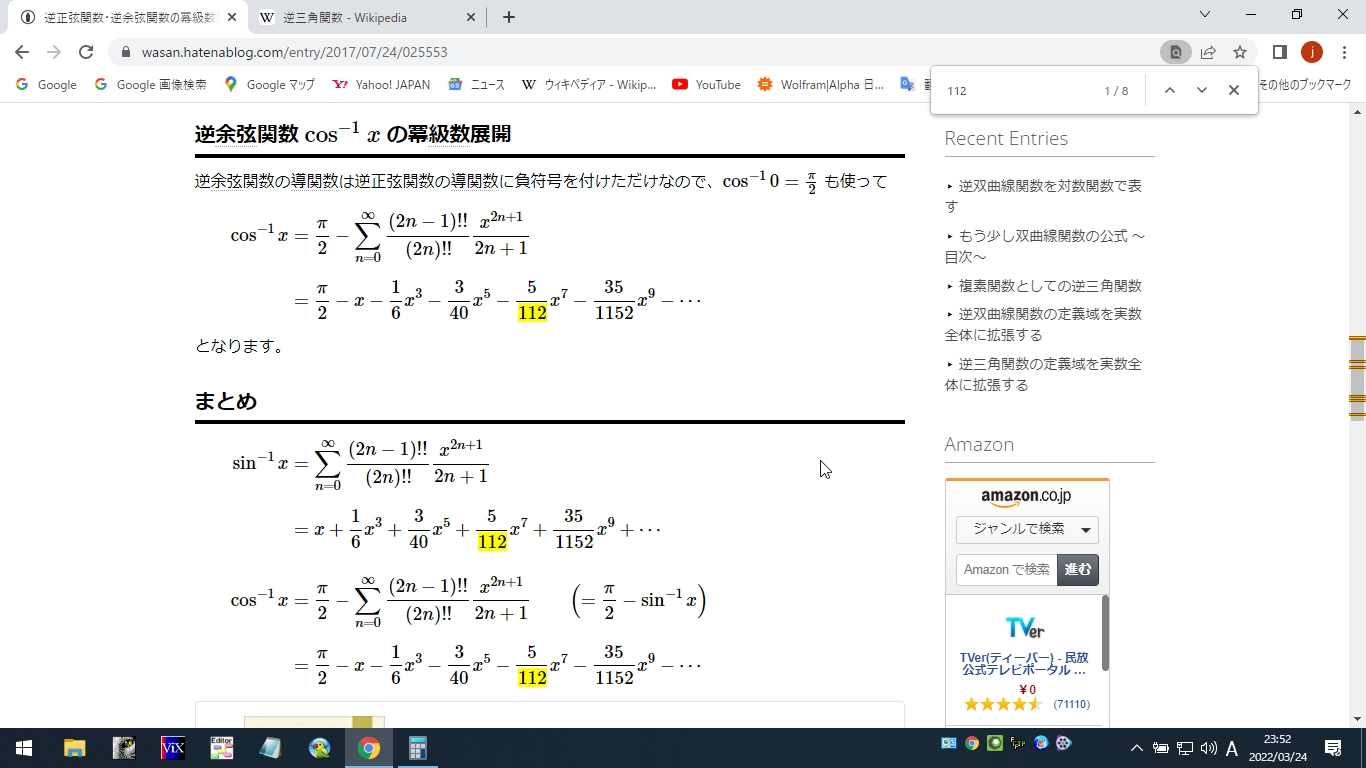 逆正弦関数・逆余弦関数の冪級数
逆三角関数 - Wikipedia
wasan.hatenablog.com/entry/2017/07/24/025553
Google
Google 画像検索
Google マップ
Yahoo! JAPAN
ニュース
ウィキペディア - Wikip...
YouTube
Wolfram|Alpha 日...
その他のブックマーク
112 1 / 8
逆余弦関数 cos⁻¹ x の冪級数展開
逆余弦関数の導関数は逆正弦関数の導関数に負符号を付けただけなので、cos⁻¹ 0 = π/2 も使って
cos⁻¹ x = π/2 − ∑_{n=0}^{∞} (2n − 1)!!/(2n)!! x^{2n+1}/(2n + 1)
= π/2 − x − 1/6 x³ − 3/40 x⁵ − 5/112 x⁷ − 35/1152 x⁹ − ⋯
となります。
まとめ
sin⁻¹ x = ∑_{n=0}^{∞} (2n − 1)!!/(2n)!! x^{2n+1}/(2n + 1)
= x + 1/6 x³ + 3/40 x⁵ + 5/112 x⁷ + 35/1152 x⁹ + ⋯
cos⁻¹ x = π/2 − ∑_{n=0}^{∞} (2n − 1)!!/(2n)!! x^{2n+1}/(2n + 1) (= π/2 − sin⁻¹ x)
= π/2 − x − 1/6 x³ − 3/40 x⁵ − 5/112 x⁷ − 35/1152 x⁹ − ⋯
Recent Entries
逆双曲線関数を対数関数で表
す
もう少し双曲線関数の公式 〜
目次〜
複素関数としての逆三角関数
逆双曲線関数の定義域を実数
全体に拡張する
逆三角関数の定義域を実数全
体に拡張する
Amazon
amazon.co.jp
ジャンルで検索
Amazon で検索 進む
TVer
TVer(ティーバー) - 民放
公式テレビポータル ...
￥0
(71110)
ViX
Editor
A
23:52
2022/03/24